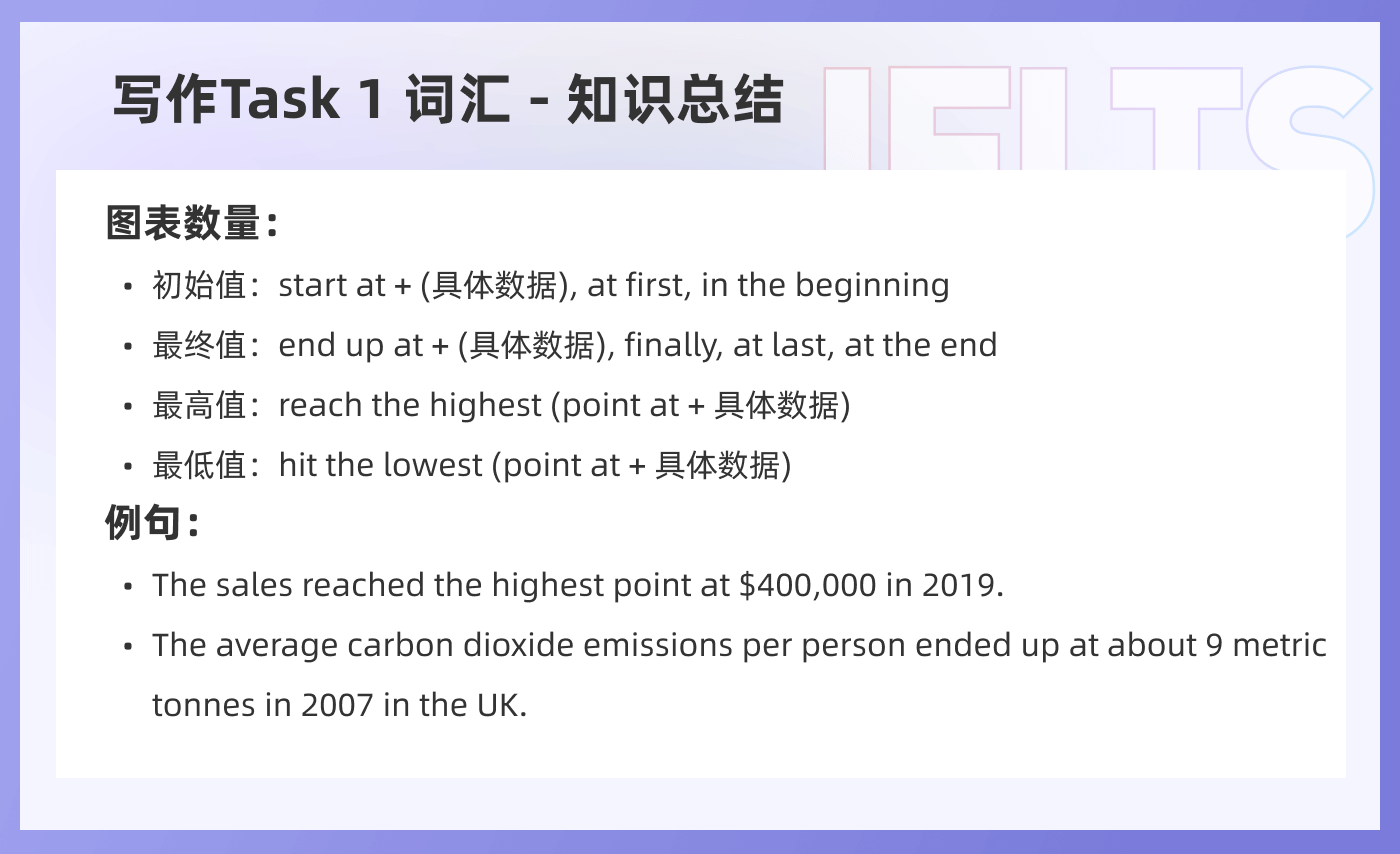 写作Task 1 词汇 - 知识总结
IELTS
图表数量：
• 初始值：start at + (具体数据), at first, in the beginning
• 最终值：end up at + (具体数据), finally, at last, at the end
• 最高值：reach the highest (point at + 具体数据)
• 最低值：hit the lowest (point at + 具体数据)
例句：
• The sales reached the highest point at $400,000 in 2019.
• The average carbon dioxide emissions per person ended up at about 9 metric
tonnes in 2007 in the UK.